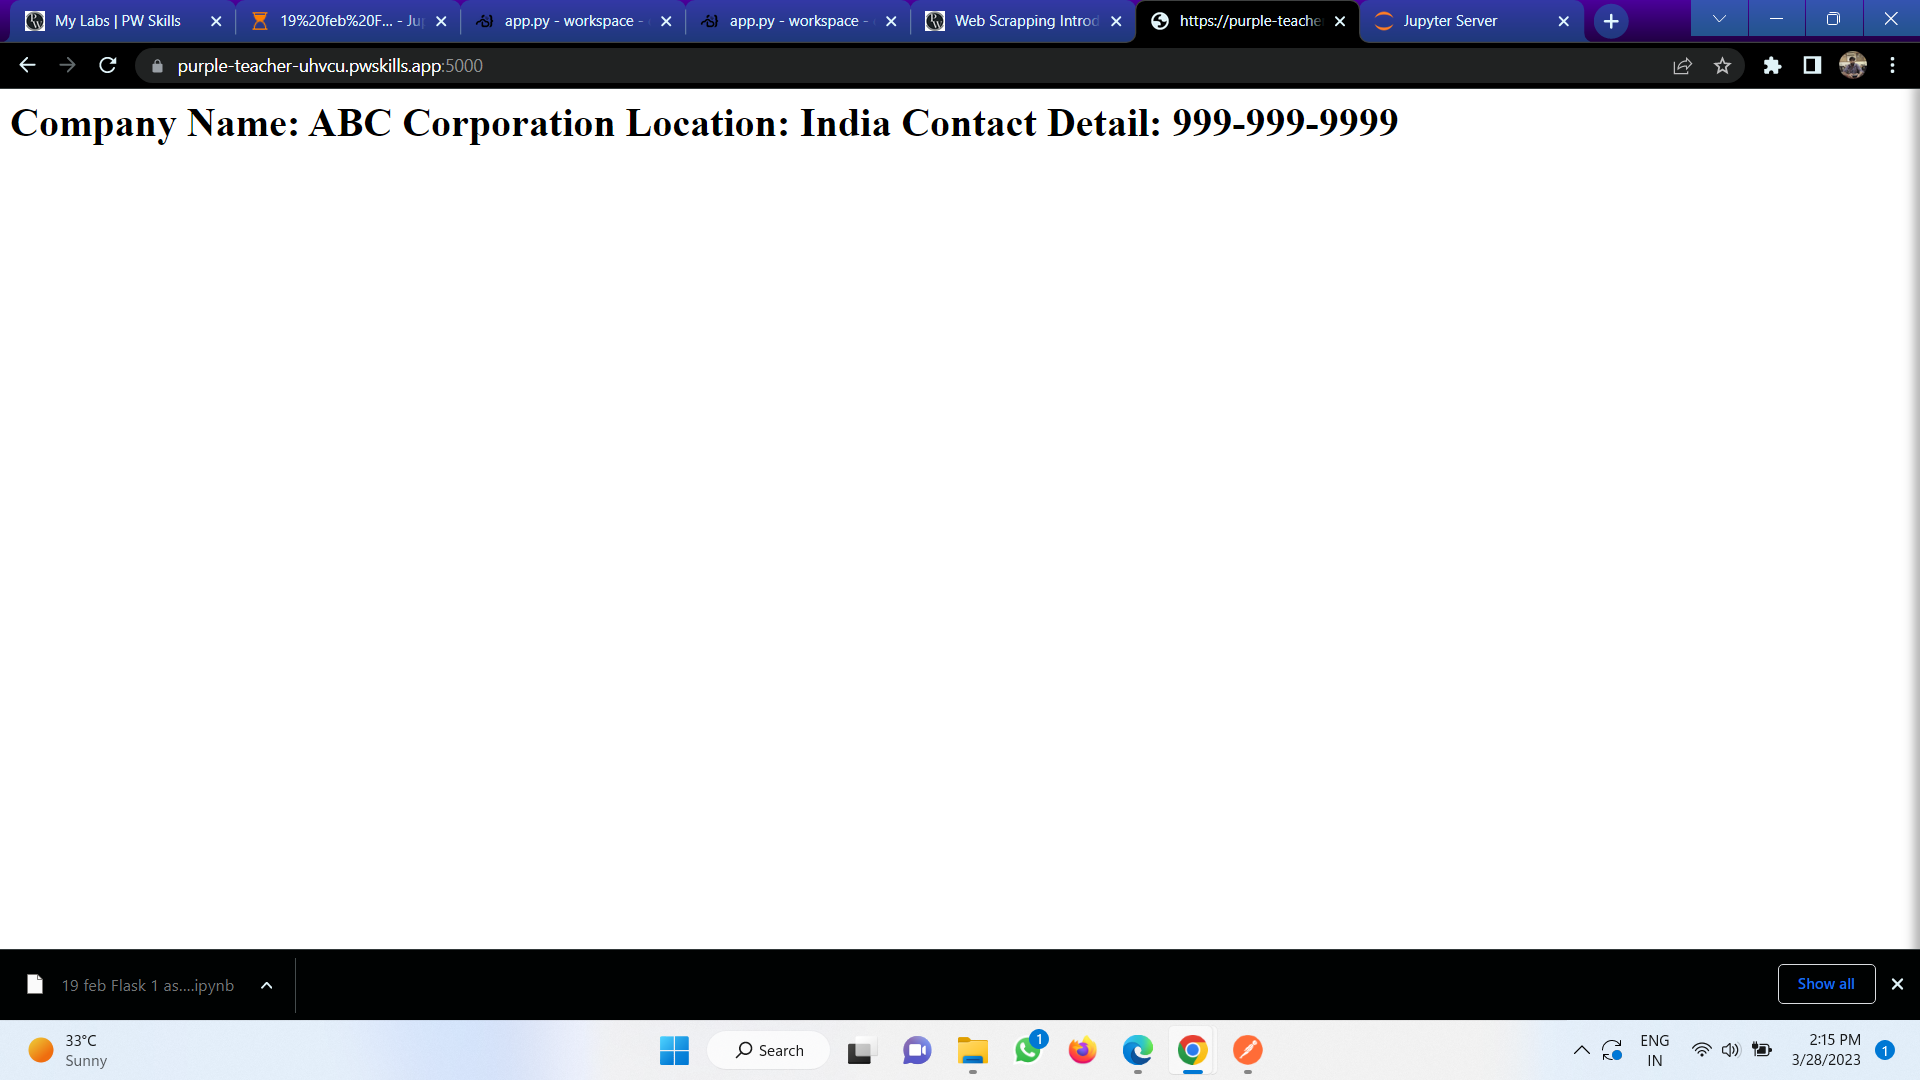 My Labs | PW Skills
19%20feb%20F... - Ju
app.py - workspace -
app.py - workspace -
Web Scrapping Introd
https://purple-teache
Jupyter Server
purple-teacher-uhvcu.pwskills.app:5000
Company Name: ABC Corporation Location: India Contact Detail: 999-999-9999
19 feb Flask 1 as....ipynb
Show all
33°C
Sunny
Search
1
ENG
IN
2:15 PM
3/28/2023
1